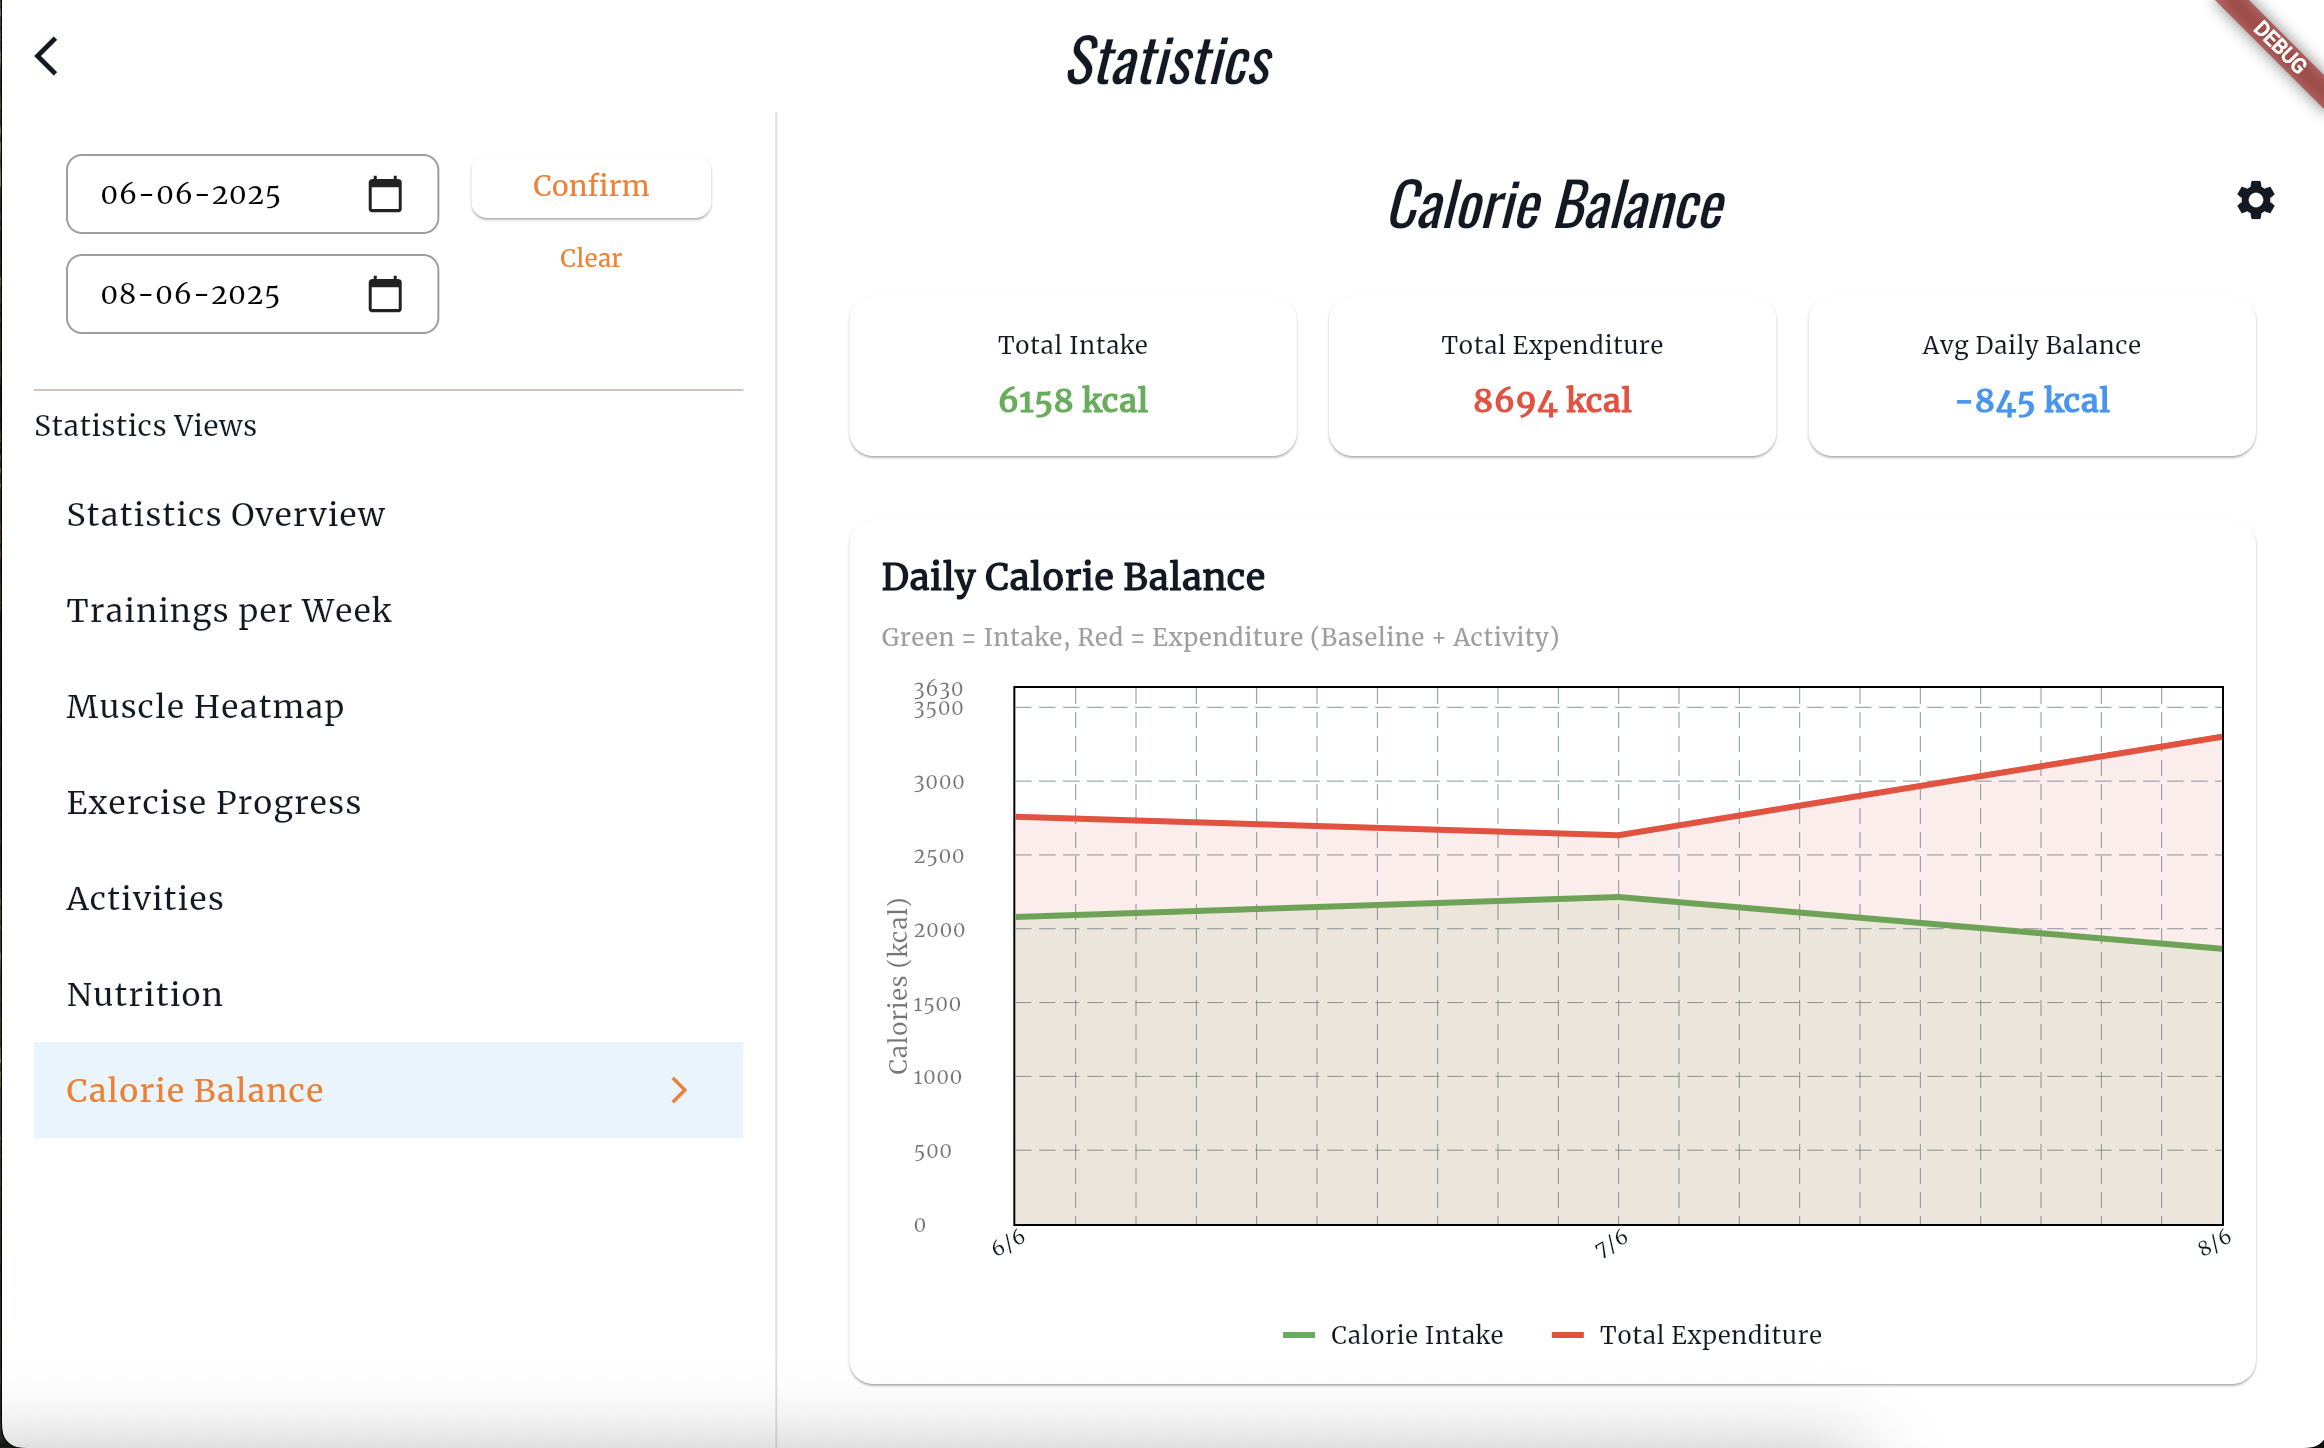 Statistics
DEBUG
06-06-2025
Confirm
08-06-2025
Clear
Statistics Views
Statistics Overview
Trainings per Week
Muscle Heatmap
Exercise Progress
Activities
Nutrition
Calorie Balance
Calorie Balance
Total Intake
6158 kcal
Total Expenditure
8694 kcal
Avg Daily Balance
-845 kcal
Daily Calorie Balance
Green = Intake, Red = Expenditure (Baseline + Activity)
Calories (kcal)
3630
3500
3000
2500
2000
1500
1000
500
0
6/6
7/6
8/6
Calorie Intake
Total Expenditure